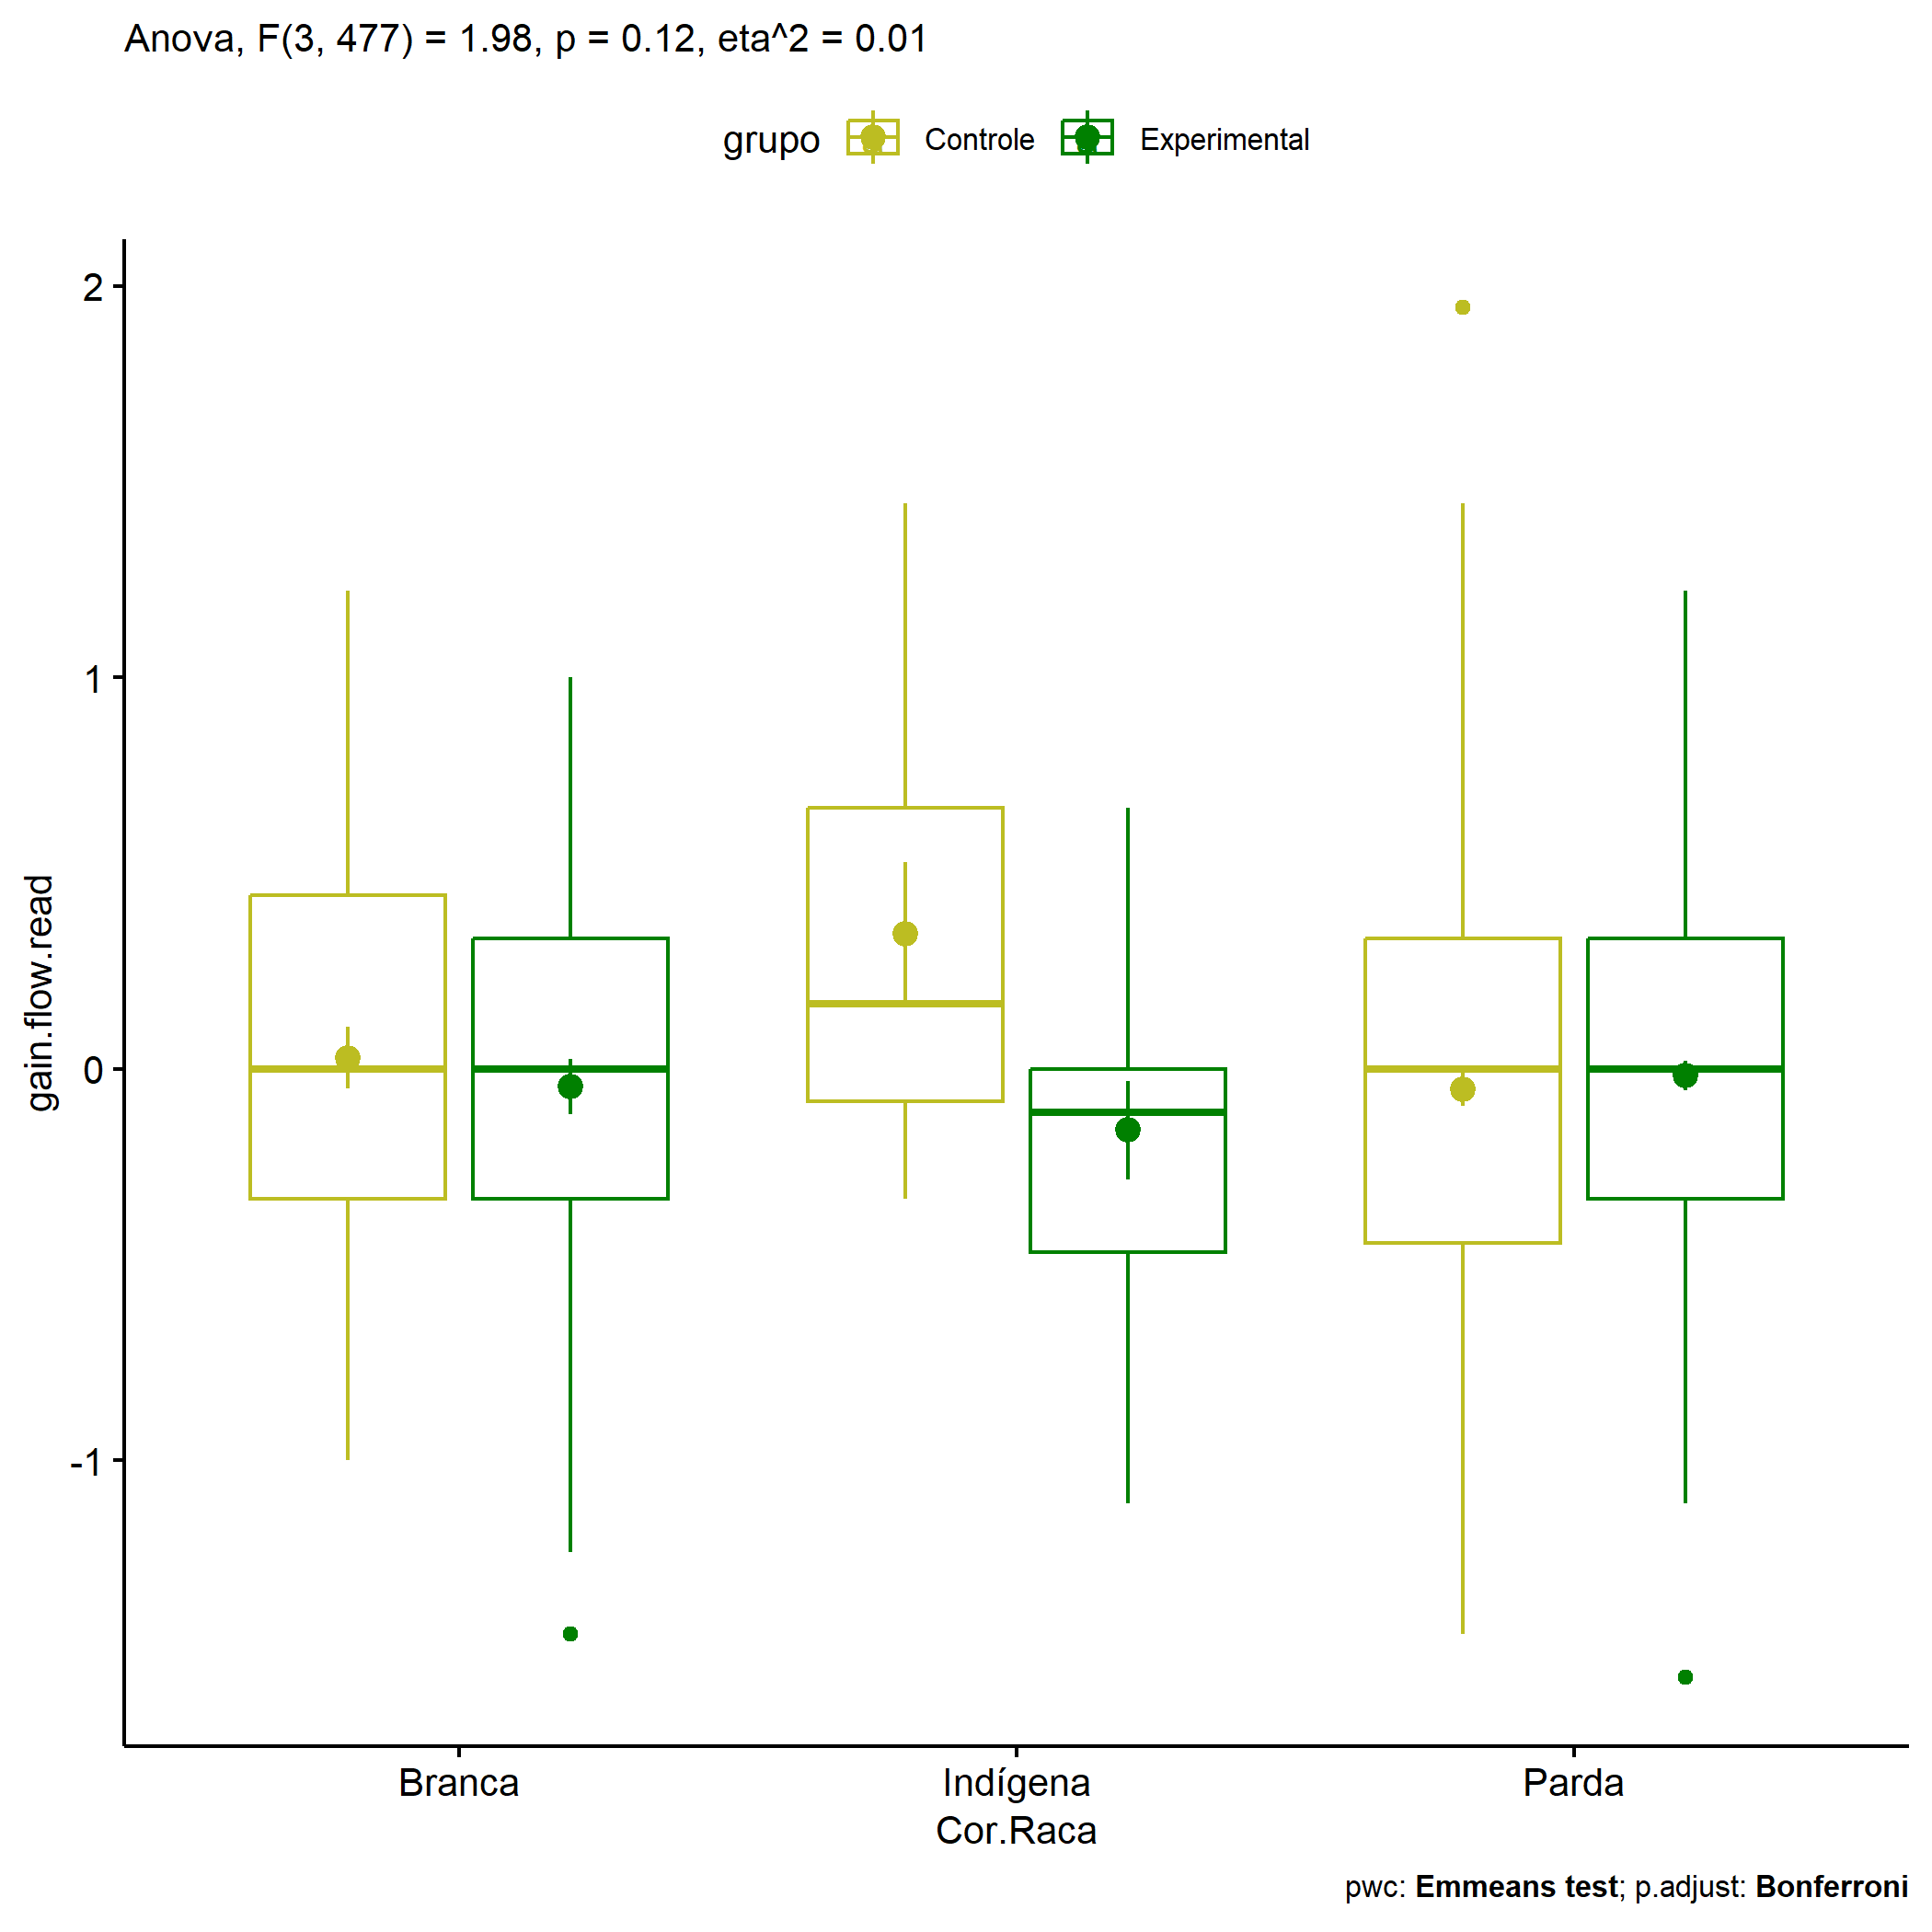 Anova, F(3, 477) = 1.98, p = 0.12, eta^2 = 0.01
grupo Controle Experimental
2
1
0
-1
gain.flow.read
Branca Indígena Parda
Cor.Raca
pwc: Emmeans test; p.adjust: Bonferroni